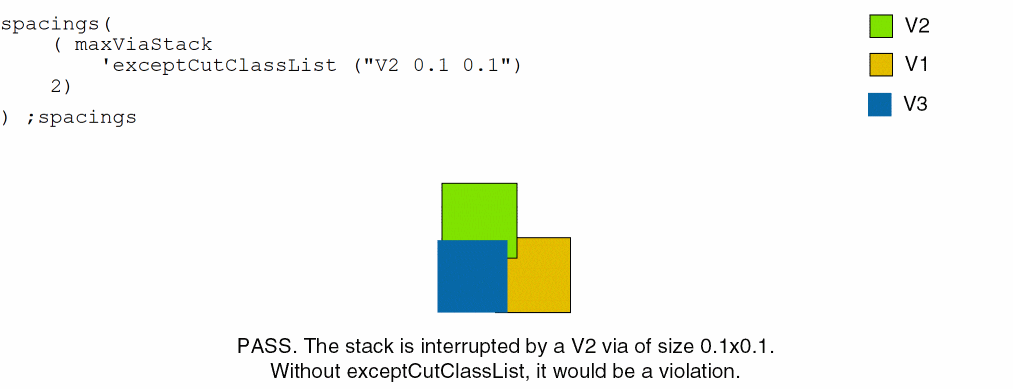 spacings(
( maxViaStack
'exceptCutClassList ("V2 0.1 0.1")
2)
) ;spacings
V2
V1
V3
PASS. The stack is interrupted by a V2 via of size 0.1x0.1.
Without exceptCutClassList, it would be a violation.